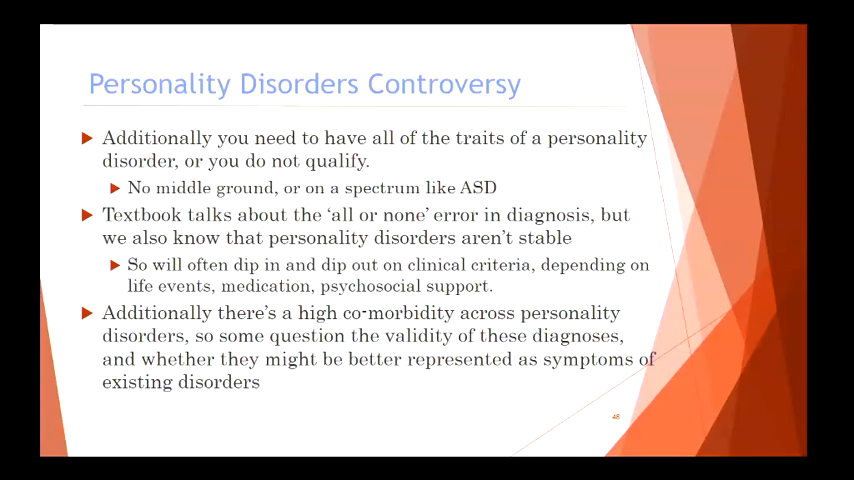 Personality Disorders Controversy
Additionally you need to have all of the traits of a personality
disorder, or you do not qualify.
No middle ground, or on a spectrum like ASD
Textbook talks about the ‘all or none’ error in diagnosis, but
we also know that personality disorders aren’t stable
So will often dip in and dip out on clinical criteria, depending on
life events, medication, psychosocial support.
Additionally there’s a high co-morbidity across personality
disorders, so some question the validity of these diagnoses,
and whether they might be better represented as symptoms of
existing disorders
48